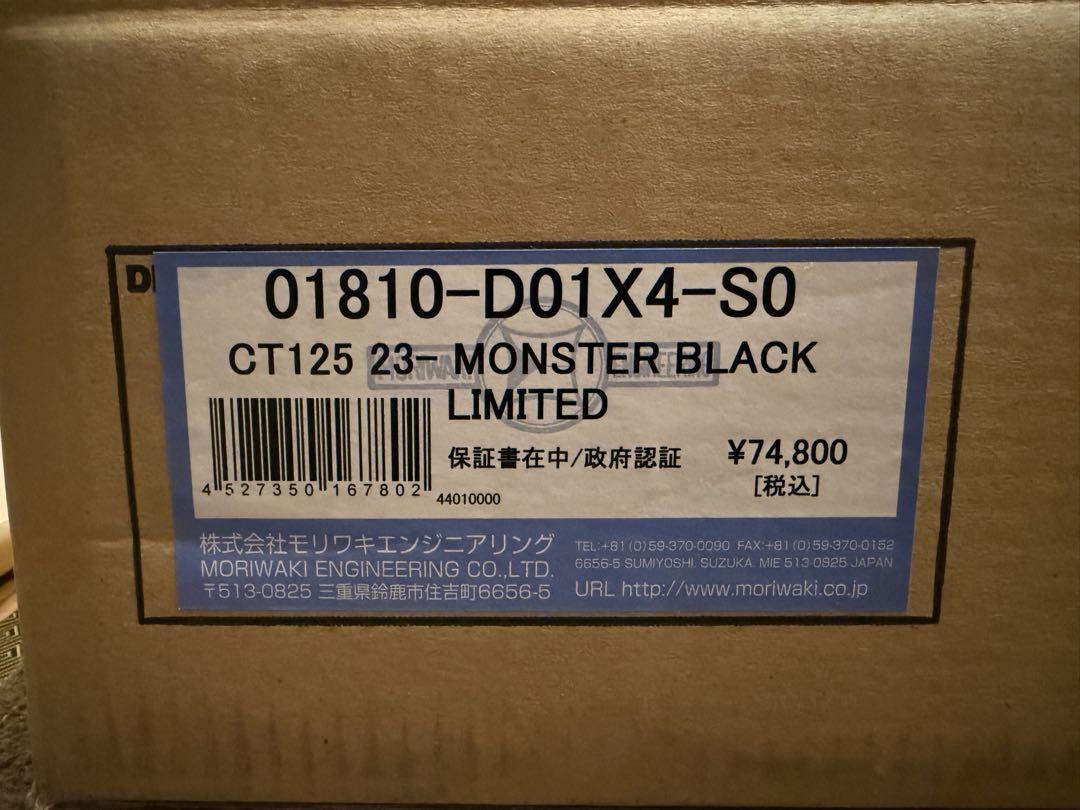 01810-D01X4-S0
CT125 23- MONSTER BLACK
LIMITED
保証書在中/政府認証
¥74,800
[税込]
4 527350 167802
44010000
MORIWAKI ENGINEERING
株式会社モリワキエンジニアリング
MORIWAKI ENGINEERING CO.,LTD.
〒513-0825 三重県鈴鹿市住吉町6656-5
TEL:+81(0)59-370-0090 FAX:+81(0)59-370-0152
6656-5 SUMIYOSHI. SUZUKA. MIE 513-0825 JAPAN
URL http://www.moriwaki.co.jp